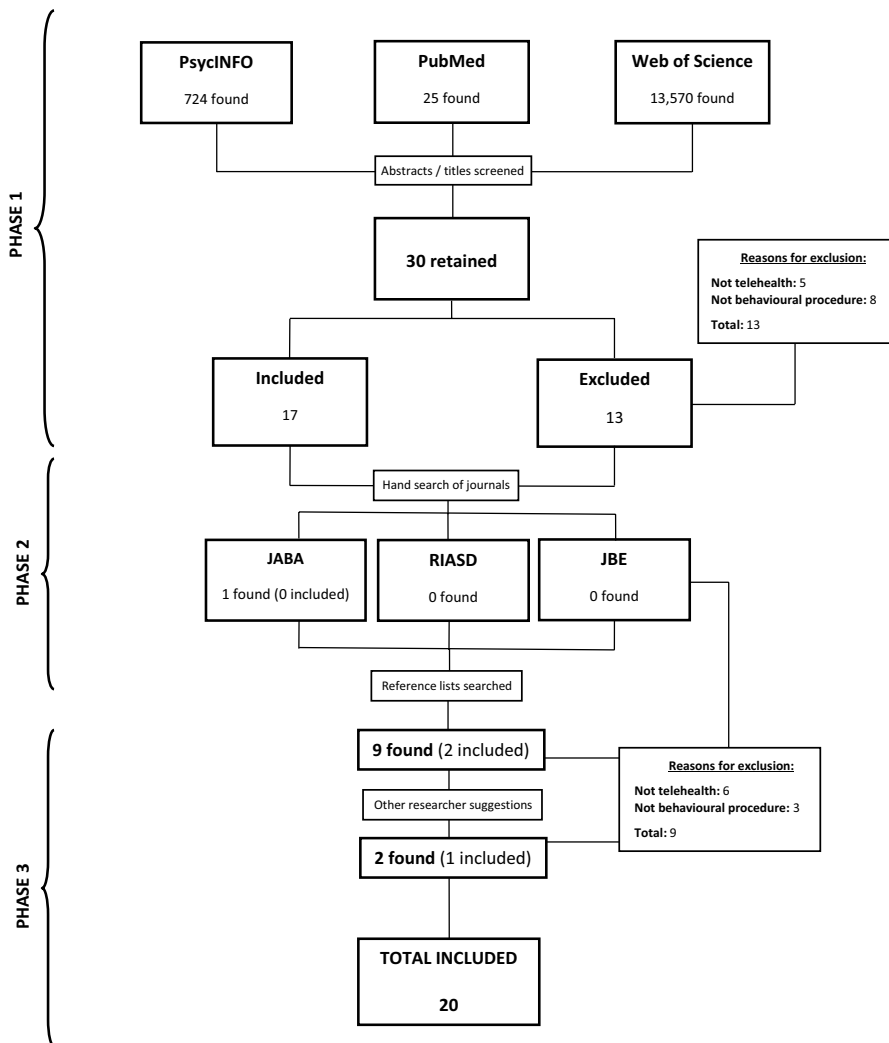 PHASE 1
PsycINFO
724 found
PubMed
25 found
Web of Science
13,570 found
Abstracts / titles screened
30 retained
Reasons for exclusion:
Not telehealth: 5
Not behavioural procedure: 8
Total: 13
Included
17
Excluded
13
PHASE 2
Hand search of journals
JABA
1 found (0 included)
RIASD
0 found
JBE
0 found
Reference lists searched
PHASE 3
9 found (2 included)
Reasons for exclusion:
Not telehealth: 6
Not behavioural procedure: 3
Total: 9
Other researcher suggestions
2 found (1 included)
TOTAL INCLUDED
20